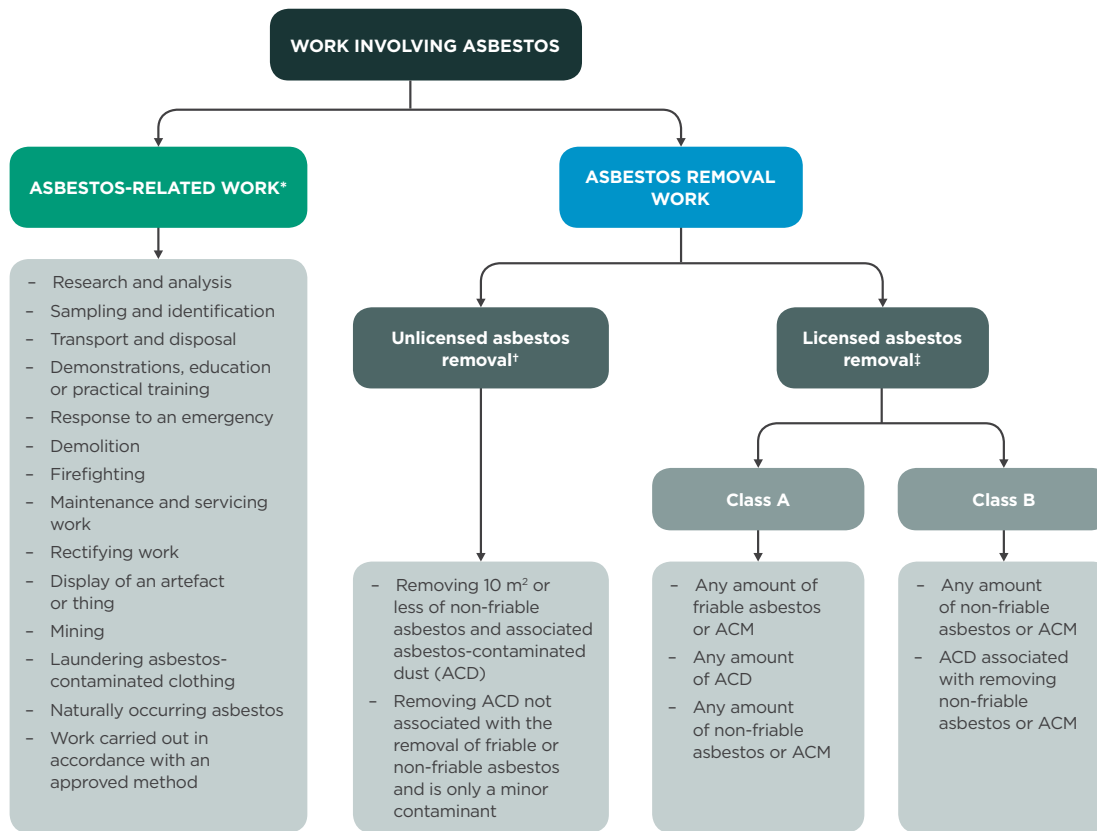 WORK INVOLVING ASBESTOS
ASBESTOS-RELATED WORK*
– Research and analysis
– Sampling and identification
– Transport and disposal
– Demonstrations, education
or practical training
– Response to an emergency
– Demolition
– Firefighting
– Maintenance and servicing
work
– Rectifying work
– Display of an artefact
or thing
– Mining
– Laundering asbestos-
contaminated clothing
– Naturally occurring asbestos
– Work carried out in
accordance with an
approved method
ASBESTOS REMOVAL
WORK
Unlicensed asbestos
removal†
– Removing 10 m² or
less of non-friable
asbestos and associated
asbestos-contaminated
dust (ACD)
– Removing ACD not
associated with the
removal of friable or
non-friable asbestos
and is only a minor
contaminant
Licensed asbestos
removal‡
Class A
– Any amount of
friable asbestos
or ACM
– Any amount
of ACD
– Any amount
of non-friable
asbestos or ACM
Class B
– Any amount
of non-friable
asbestos or ACM
– ACD associated
with removing
non-friable
asbestos or ACM